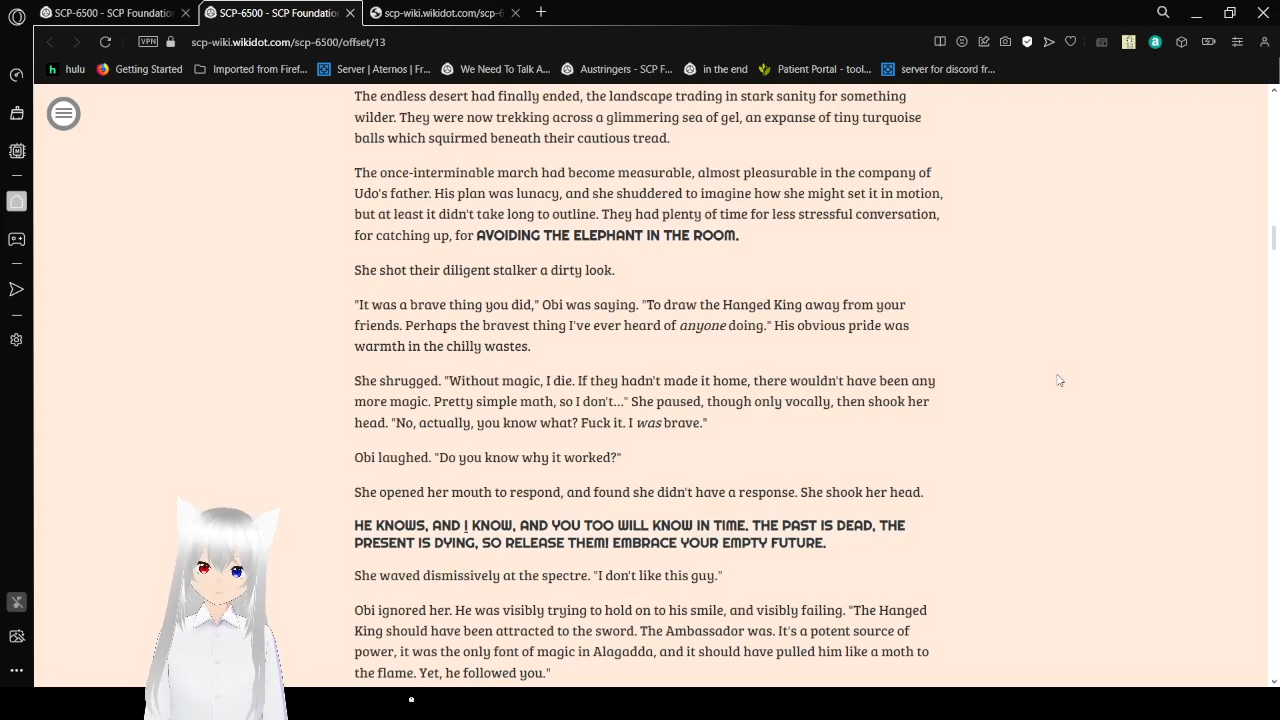 SCP-6500 - SCP Foundation
SCP-6500 - SCP Foundation
scp-wiki.wikidot.com/scp-6
VPN
scp-wiki.wikidot.com/scp-6500/offset/13
hulu
Getting Started
Imported from Firef...
Server | Aternos | Fr...
We Need To Talk A...
Austringers - SCP F...
in the end
Patient Portal - tool...
server for discord fr...
The endless desert had finally ended, the landscape trading in stark sanity for something
wilder. They were now trekking across a glimmering sea of gel, an expanse of tiny turquoise
balls which squirmed beneath their cautious tread.
The once-interminable march had become measurable, almost pleasurable in the company of
Udo's father. His plan was lunacy, and she shuddered to imagine how she might set it in motion,
but at least it didn't take long to outline. They had plenty of time for less stressful conversation,
for catching up, for AVOIDING THE ELEPHANT IN THE ROOM.
She shot their diligent stalker a dirty look.
"It was a brave thing you did," Obi was saying. "To draw the Hanged King away from your
friends. Perhaps the bravest thing I've ever heard of anyone doing." His obvious pride was
warmth in the chilly wastes.
She shrugged. "Without magic, I die. If they hadn't made it home, there wouldn't have been any
more magic. Pretty simple math, so I don't..." She paused, though only vocally, then shook her
head. "No, actually, you know what? Fuck it. I was brave."
Obi laughed. "Do you know why it worked?"
She opened her mouth to respond, and found she didn't have a response. She shook her head.
HE KNOWS, AND I KNOW, AND YOU TOO WILL KNOW IN TIME. THE PAST IS DEAD, THE
PRESENT IS DYING, SO RELEASE THEM! EMBRACE YOUR EMPTY FUTURE.
She waved dismissively at the spectre. "I don't like this guy."
Obi ignored her. He was visibly trying to hold on to his smile, and visibly failing. "The Hanged
King should have been attracted to the sword. The Ambassador was. It's a potent source of
power, it was the only font of magic in Alagadda, and it should have pulled him like a moth to
the flame. Yet, he followed you."